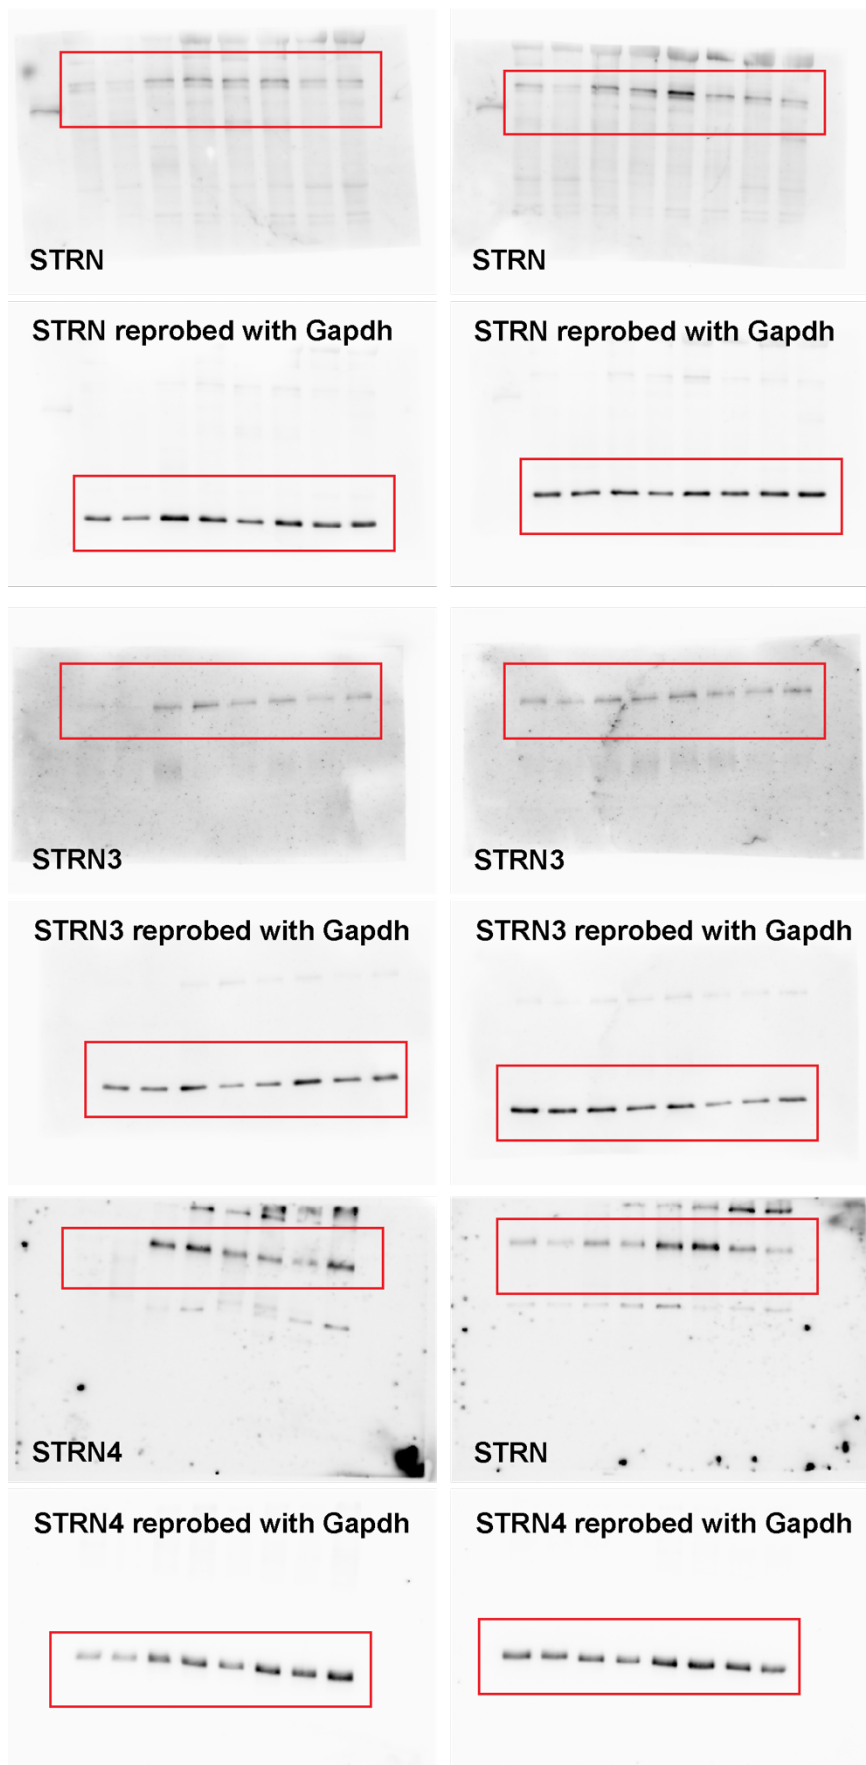 STRN
STRN
STRN reprobed with Gapdh
STRN reprobed with Gapdh
STRN3
STRN3
STRN3 reprobed with Gapdh
STRN3 reprobed with Gapdh
STRN4
STRN
STRN4 reprobed with Gapdh
STRN4 reprobed with Gapdh